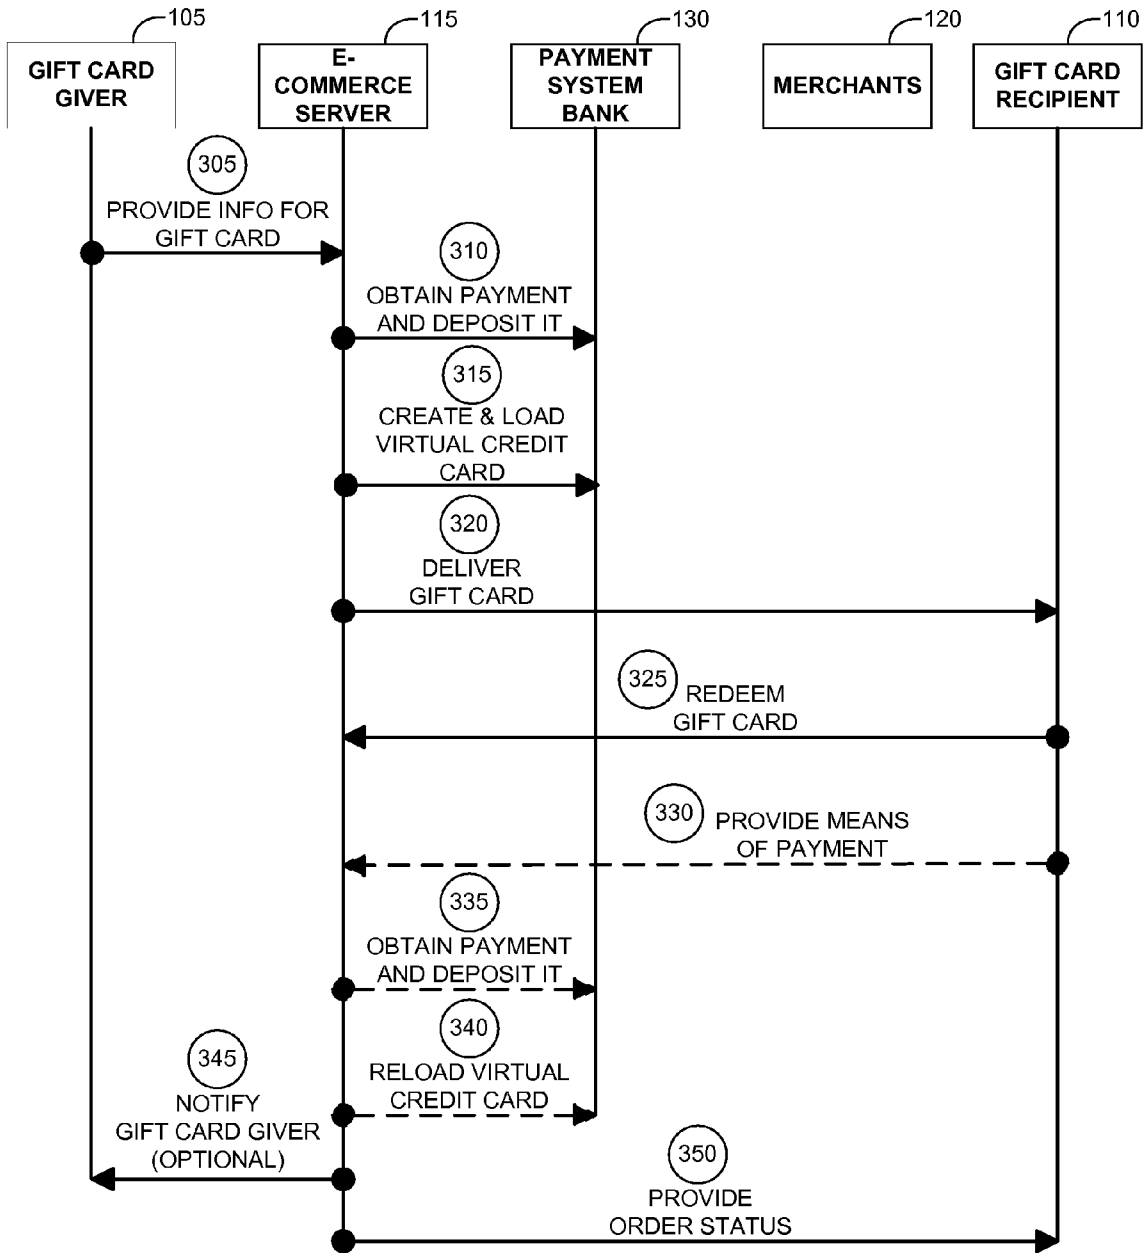 105
115
130
120
110
GIFT CARD
GIVER
E-
COMMERCE
SERVER
PAYMENT
SYSTEM
BANK
MERCHANTS
GIFT CARD
RECIPIENT
305
PROVIDE INFO FOR
GIFT CARD
310
OBTAIN PAYMENT
AND DEPOSIT IT
315
CREATE & LOAD
VIRTUAL CREDIT
CARD
320
DELIVER
GIFT CARD
325
REDEEM
GIFT CARD
330
PROVIDE MEANS
OF PAYMENT
335
OBTAIN PAYMENT
AND DEPOSIT IT
340
RELOAD VIRTUAL
CREDIT CARD
345
NOTIFY
GIFT CARD GIVER
(OPTIONAL)
350
PROVIDE
ORDER STATUS